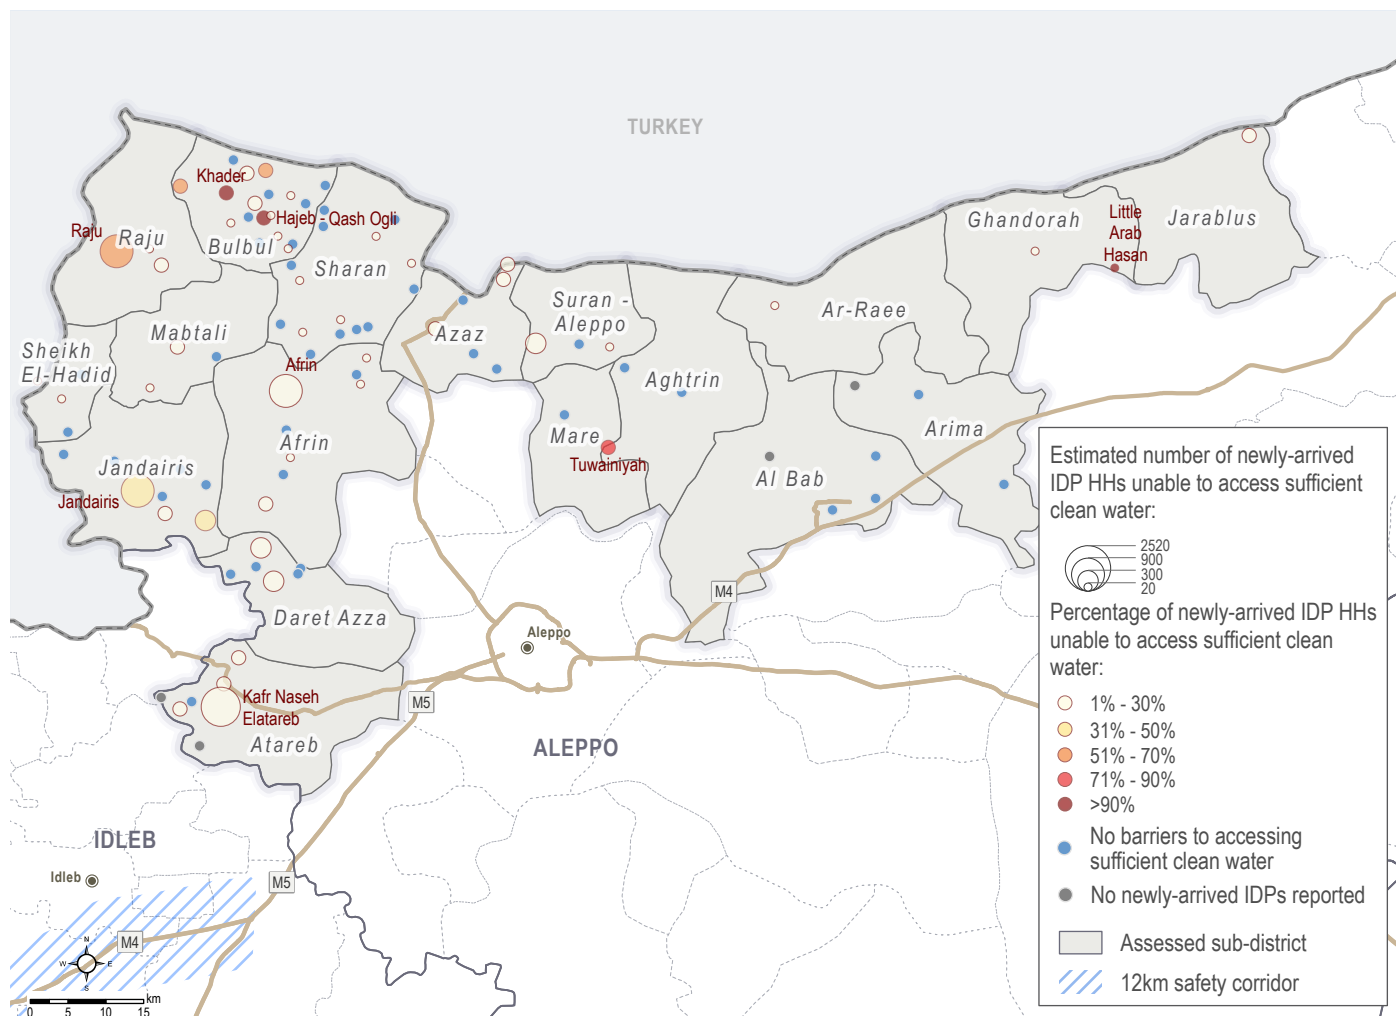 TURKEY
Khader
Hajeb - Qash Ogli
Raju
Raju
Bulbul
Sharan
Ghandorah
Little
Arab
Hasan
Jarablus
Mabtali
Azaz
Suran -
Aleppo
Ar-Raee
Sheikh
El-Hadid
Afrin
Aghtrin
Afrin
Mare
Tuwainiyah
Al Bab
Arima
Jandairis
Jandairis
M4
Daret Azza
Aleppo
Kafr Naseh
Elatareb
M5
Atareb
ALEPPO
IDLEB
Idleb
M5
M4
N
W
E
S
km
0
5
10
15
Estimated number of newly-arrived
IDP HHs unable to access sufficient
clean water:
2520
900
300
20
Percentage of newly-arrived IDP HHs
unable to access sufficient clean
water:
1% - 30%
31% - 50%
51% - 70%
71% - 90%
>90%
No barriers to accessing
sufficient clean water
No newly-arrived IDPs reported
Assessed sub-district
12km safety corridor